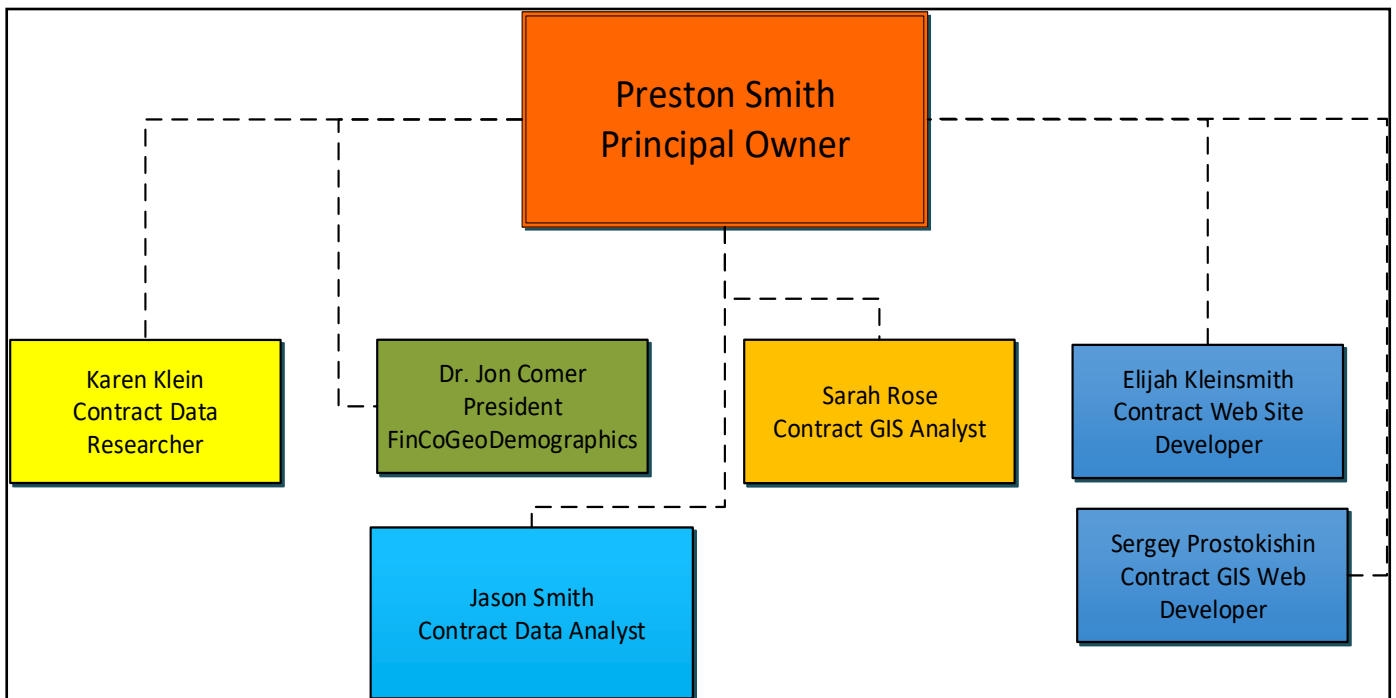 Preston Smith
Principal Owner
Karen Klein
Contract Data
Researcher
Dr. Jon Comer
President
FinCoGeoDemographics
Sarah Rose
Contract GIS Analyst
Elijah Kleinsmith
Contract Web Site
Developer
Jason Smith
Contract Data Analyst
Sergey Prostokishin
Contract GIS Web
Developer